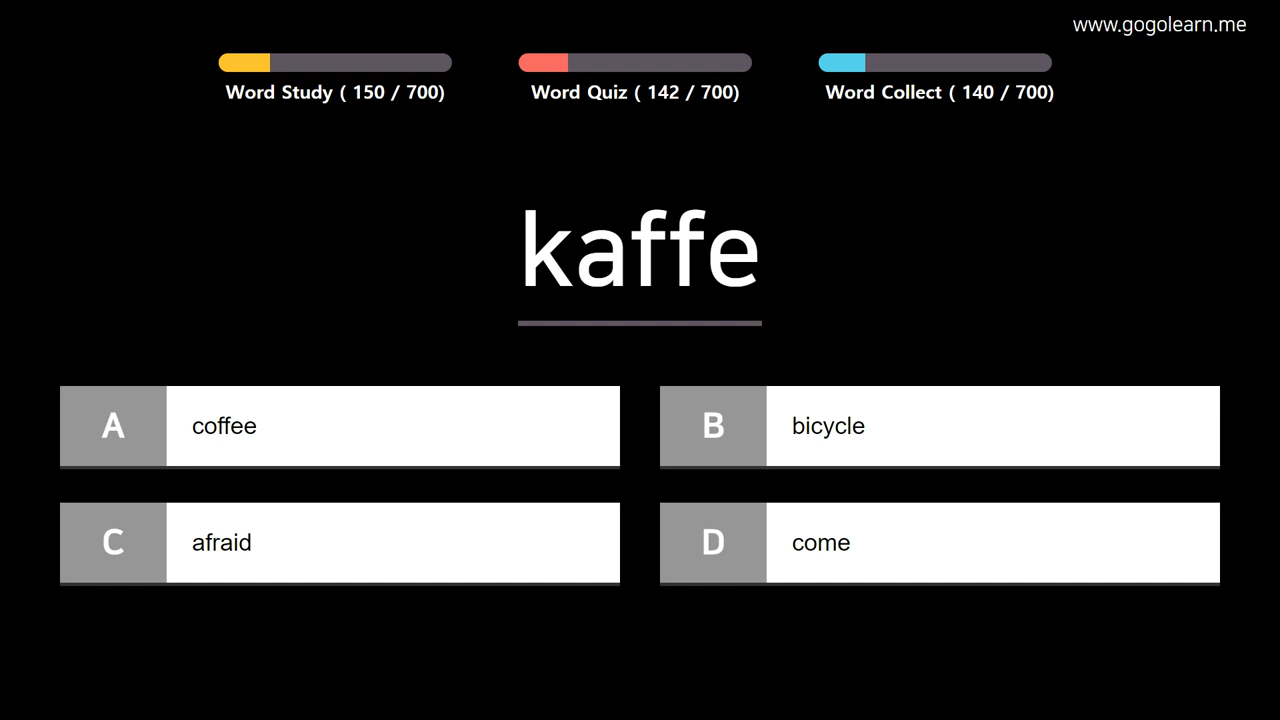 www.gogolearn.me
Word Study ( 150 / 700)
Word Quiz ( 142 / 700)
Word Collect ( 140 / 700)
kaffe
A coffee
B bicycle
C afraid
D come